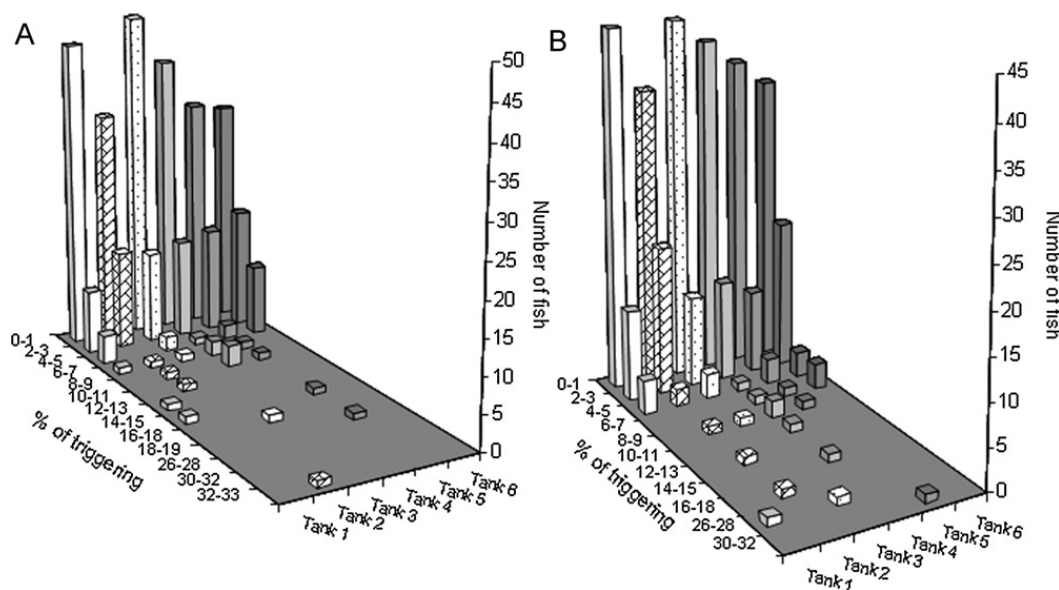 A
50
45
40
35
30
25
20
15
10
5
0
Number of fish
0-1
2-3
4-5
6-7
8-9
10-11
12-13
14-15
16-18
18-19
26-28
30-32
32-33
% of triggering
Tank 1
Tank 2
Tank 3
Tank 4
Tank 5
Tank 6
B
45
40
35
30
25
20
15
10
5
0
Number of fish
0-1
2-3
4-5
6-7
8-9
10-11
12-13
14-15
16-18
26-28
30-32
% of triggering
Tank 1
Tank 2
Tank 3
Tank 4
Tank 5
Tank 6